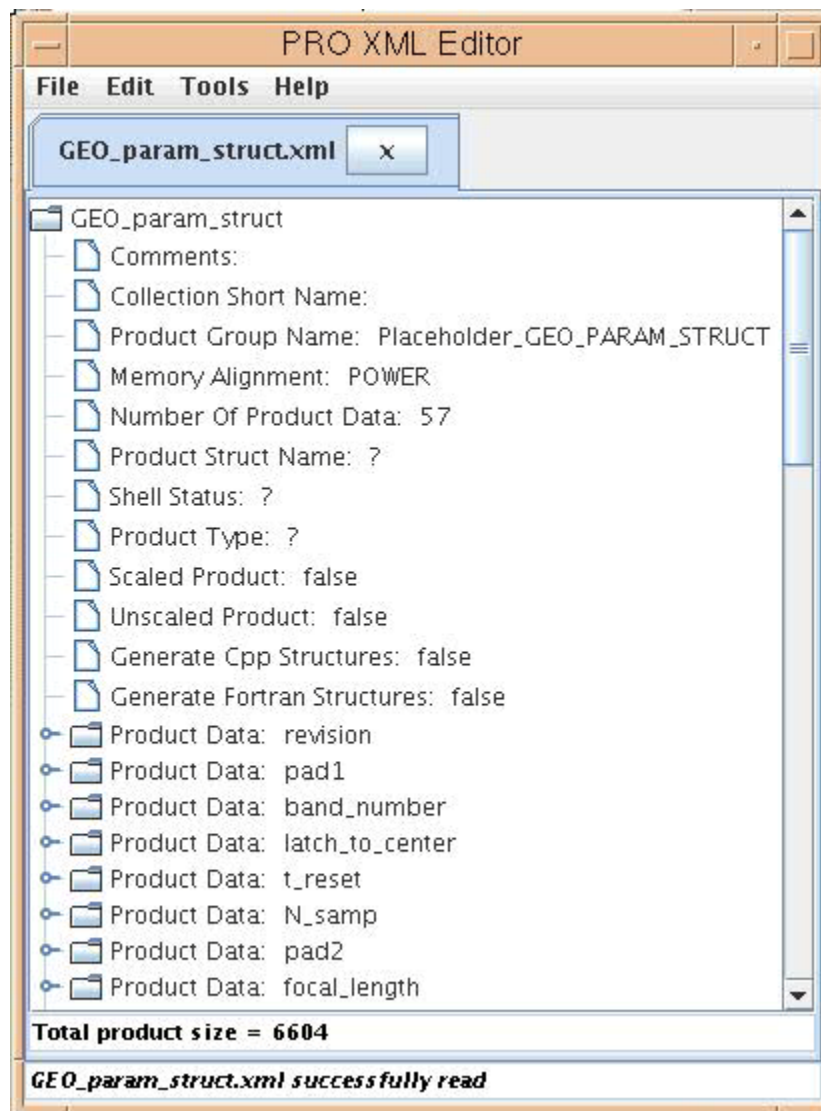 PRO XML Editor
File Edit Tools Help
GEO_param_struct.xml x
GEO_param_struct
Comments:
Collection Short Name:
Product Group Name: Placeholder_GEO_PARAM_STRUCT
Memory Alignment: POWER
Number Of Product Data: 57
Product Struct Name: ?
Shell Status: ?
Product Type: ?
Scaled Product: false
Unscaled Product: false
Generate Cpp Structures: false
Generate Fortran Structures: false
Product Data: revision
Product Data: pad1
Product Data: band_number
Product Data: latch_to_center
Product Data: t_reset
Product Data: N_samp
Product Data: pad2
Product Data: focal_length
Total product size = 6604
GEO_param_struct.xml successfully read